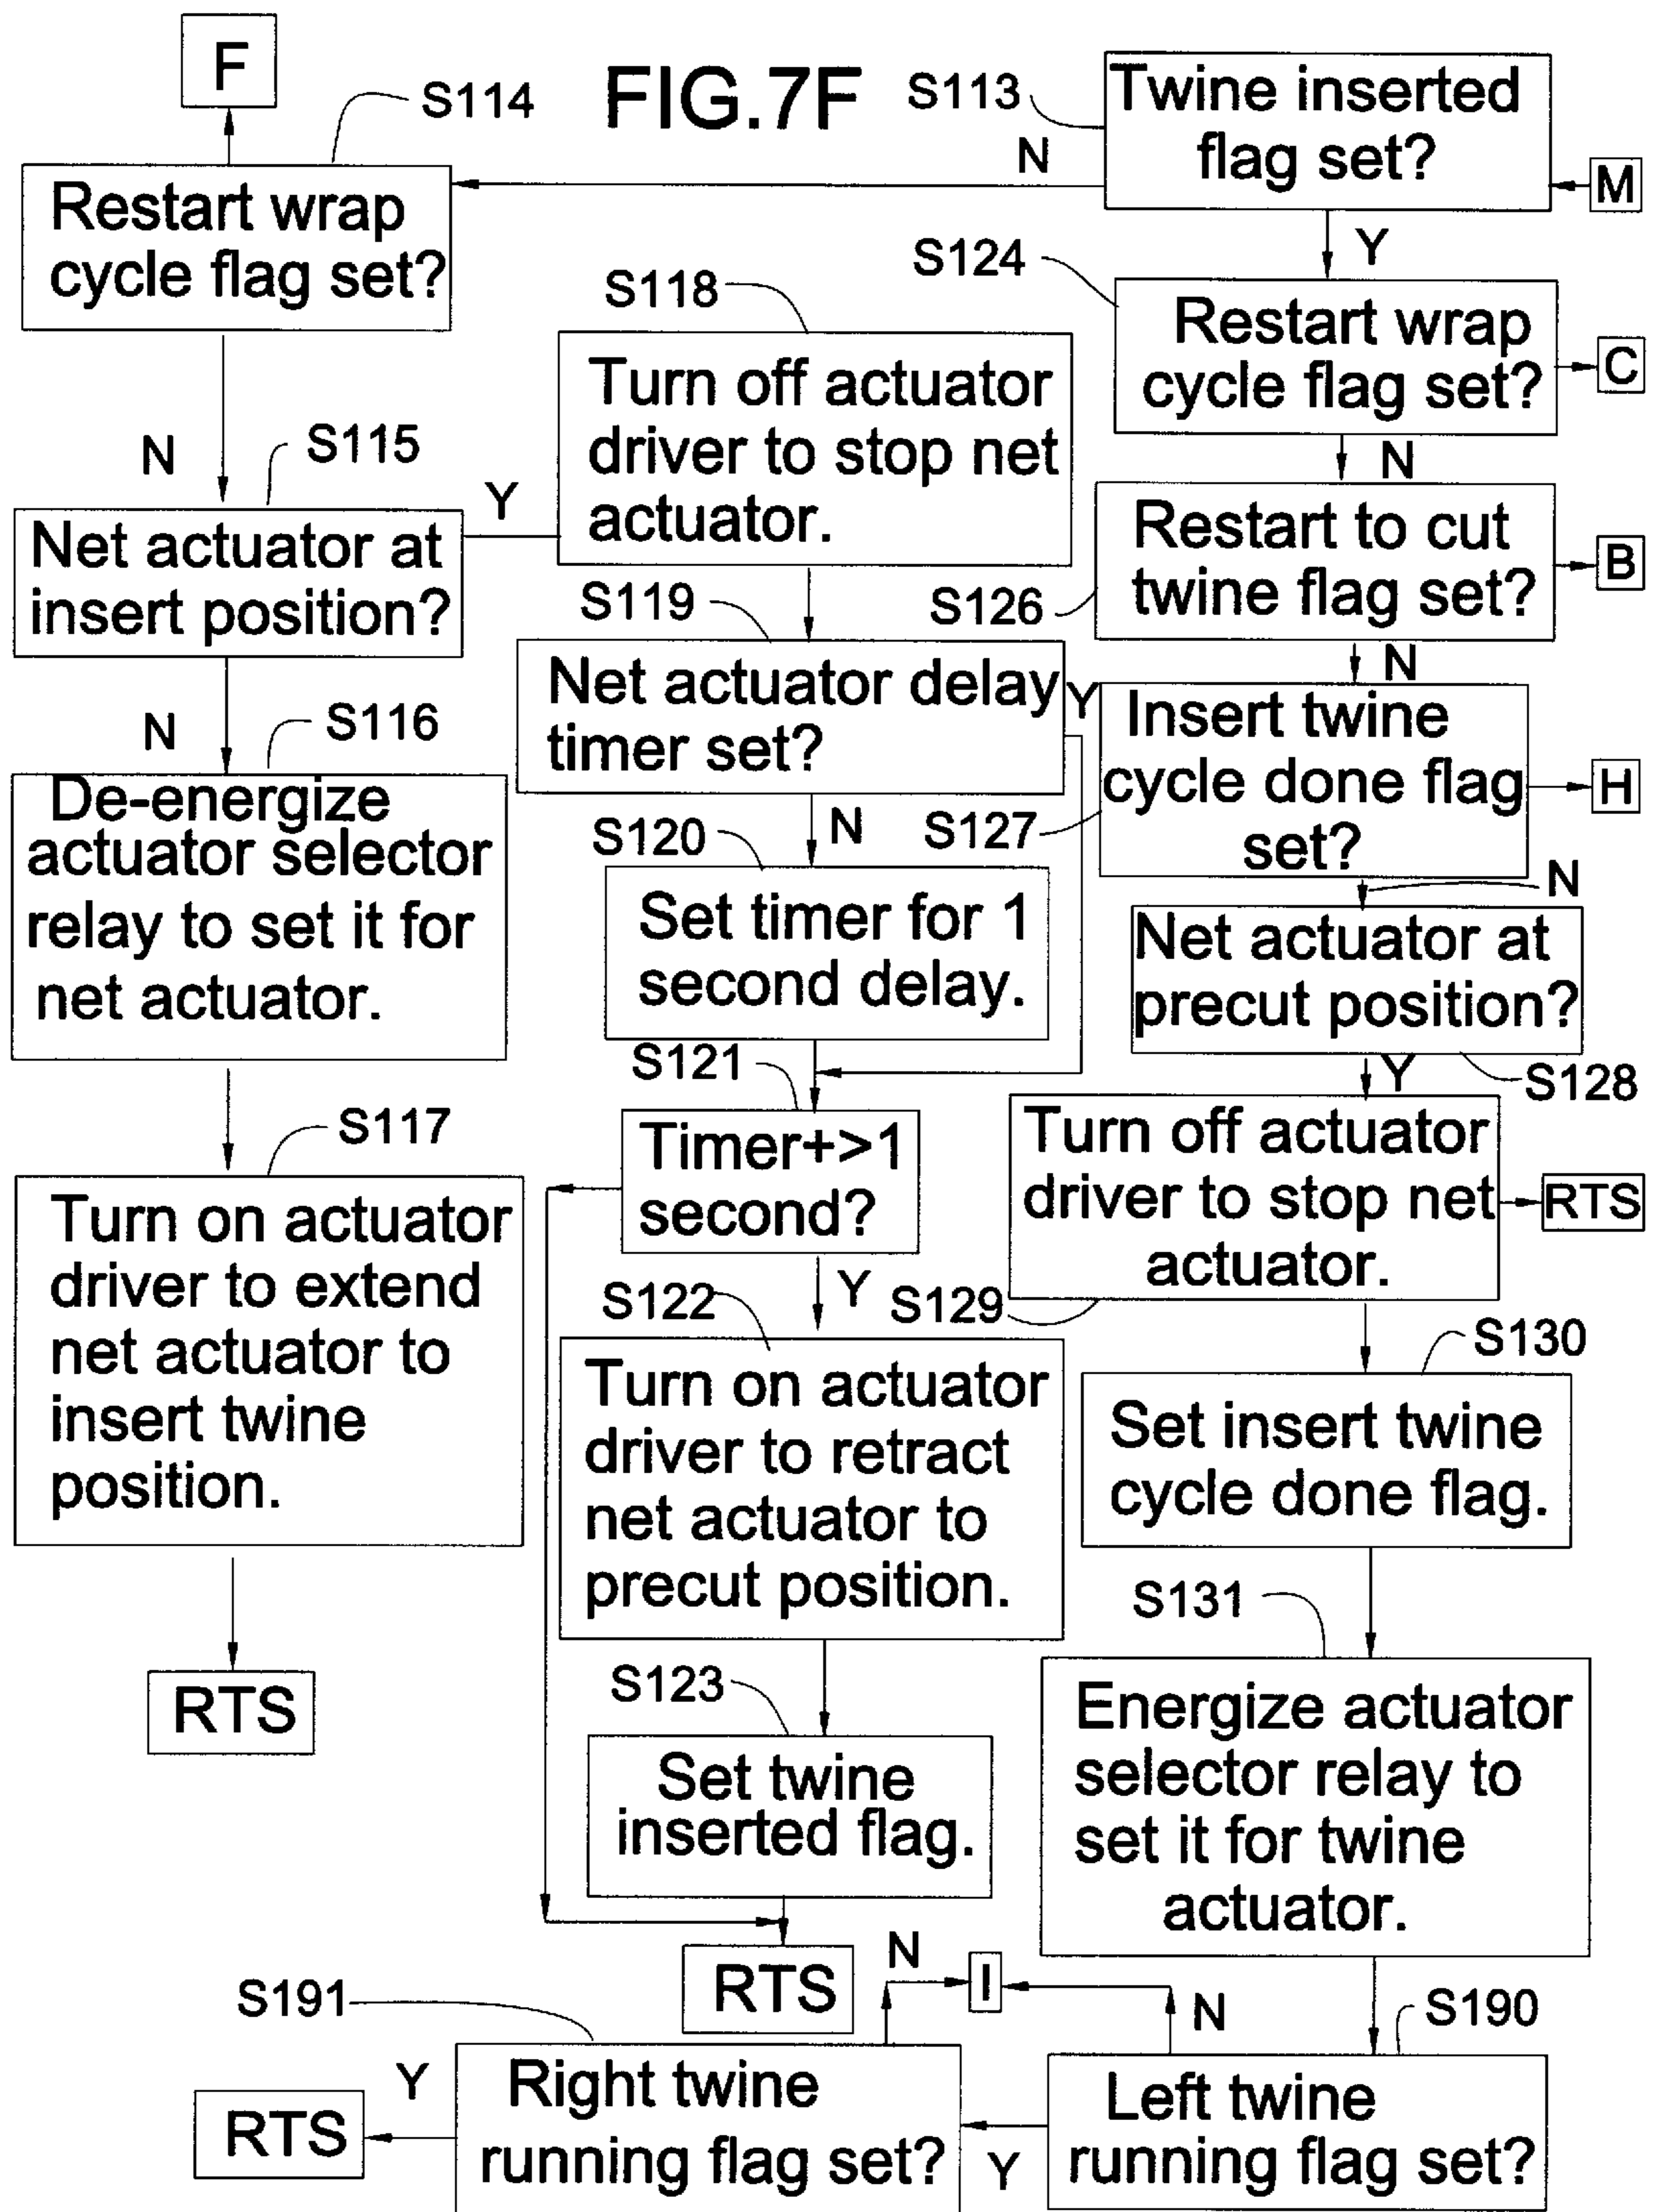 F
S114
FIG.7F
S113
Twine inserted
flag set?
M
N
Restart wrap
cycle flag set?
Y
S124
Restart wrap
cycle flag set?
C
S118
Turn off actuator
driver to stop net
actuator.
N
S115
Y
Net actuator at
insert position?
N
Restart to cut
twine flag set?
B
S126
S119
Net actuator delay
timer set?
Y
N
Insert twine
cycle done flag
set?
H
S127
N
S116
De-energize
actuator selector
relay to set it for
net actuator.
N
S120
Set timer for 1
second delay.
N
Net actuator at
precut position?
S128
Y
S121
Timer+>1
second?
S117
Turn on actuator
driver to extend
net actuator to
insert twine
position.
RTS
Turn off actuator
driver to stop net
actuator.
RTS
S129
Y
S122
Turn on actuator
driver to retract
net actuator to
precut position.
S130
Set insert twine
cycle done flag.
S123
Set twine
inserted flag.
RTS
S131
Energize actuator
selector relay to
set it for twine
actuator.
S190
N
I
N
Left twine
running flag set?
Y
S191
Right twine
running flag set?
Y
RTS